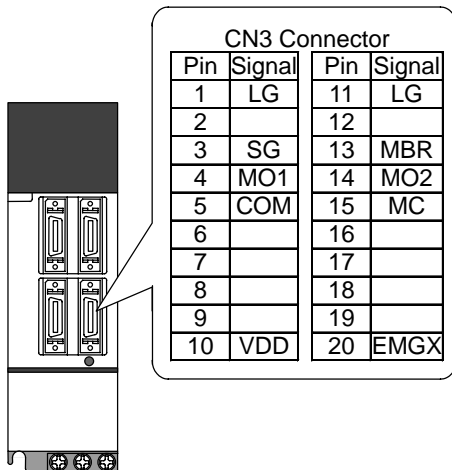 CN3 Connector
Pin Signal Pin Signal
1 LG 11 LG
2 12
3 SG 13 MBR
4 MO1 14 MO2
5 COM 15 MC
6 16
7 17
8 18
9 19
10 VDD 20 EMGX